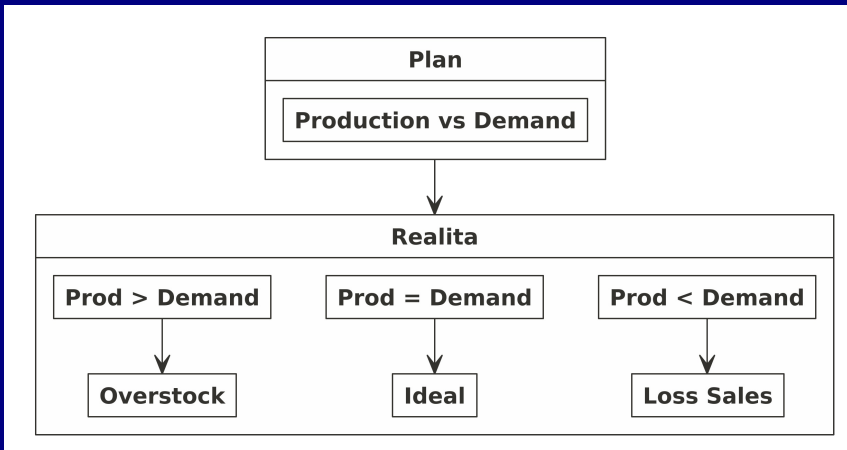 Plan
Production vs Demand
Realita
Prod > Demand
Prod = Demand
Prod < Demand
Overstock
Ideal
Loss Sales